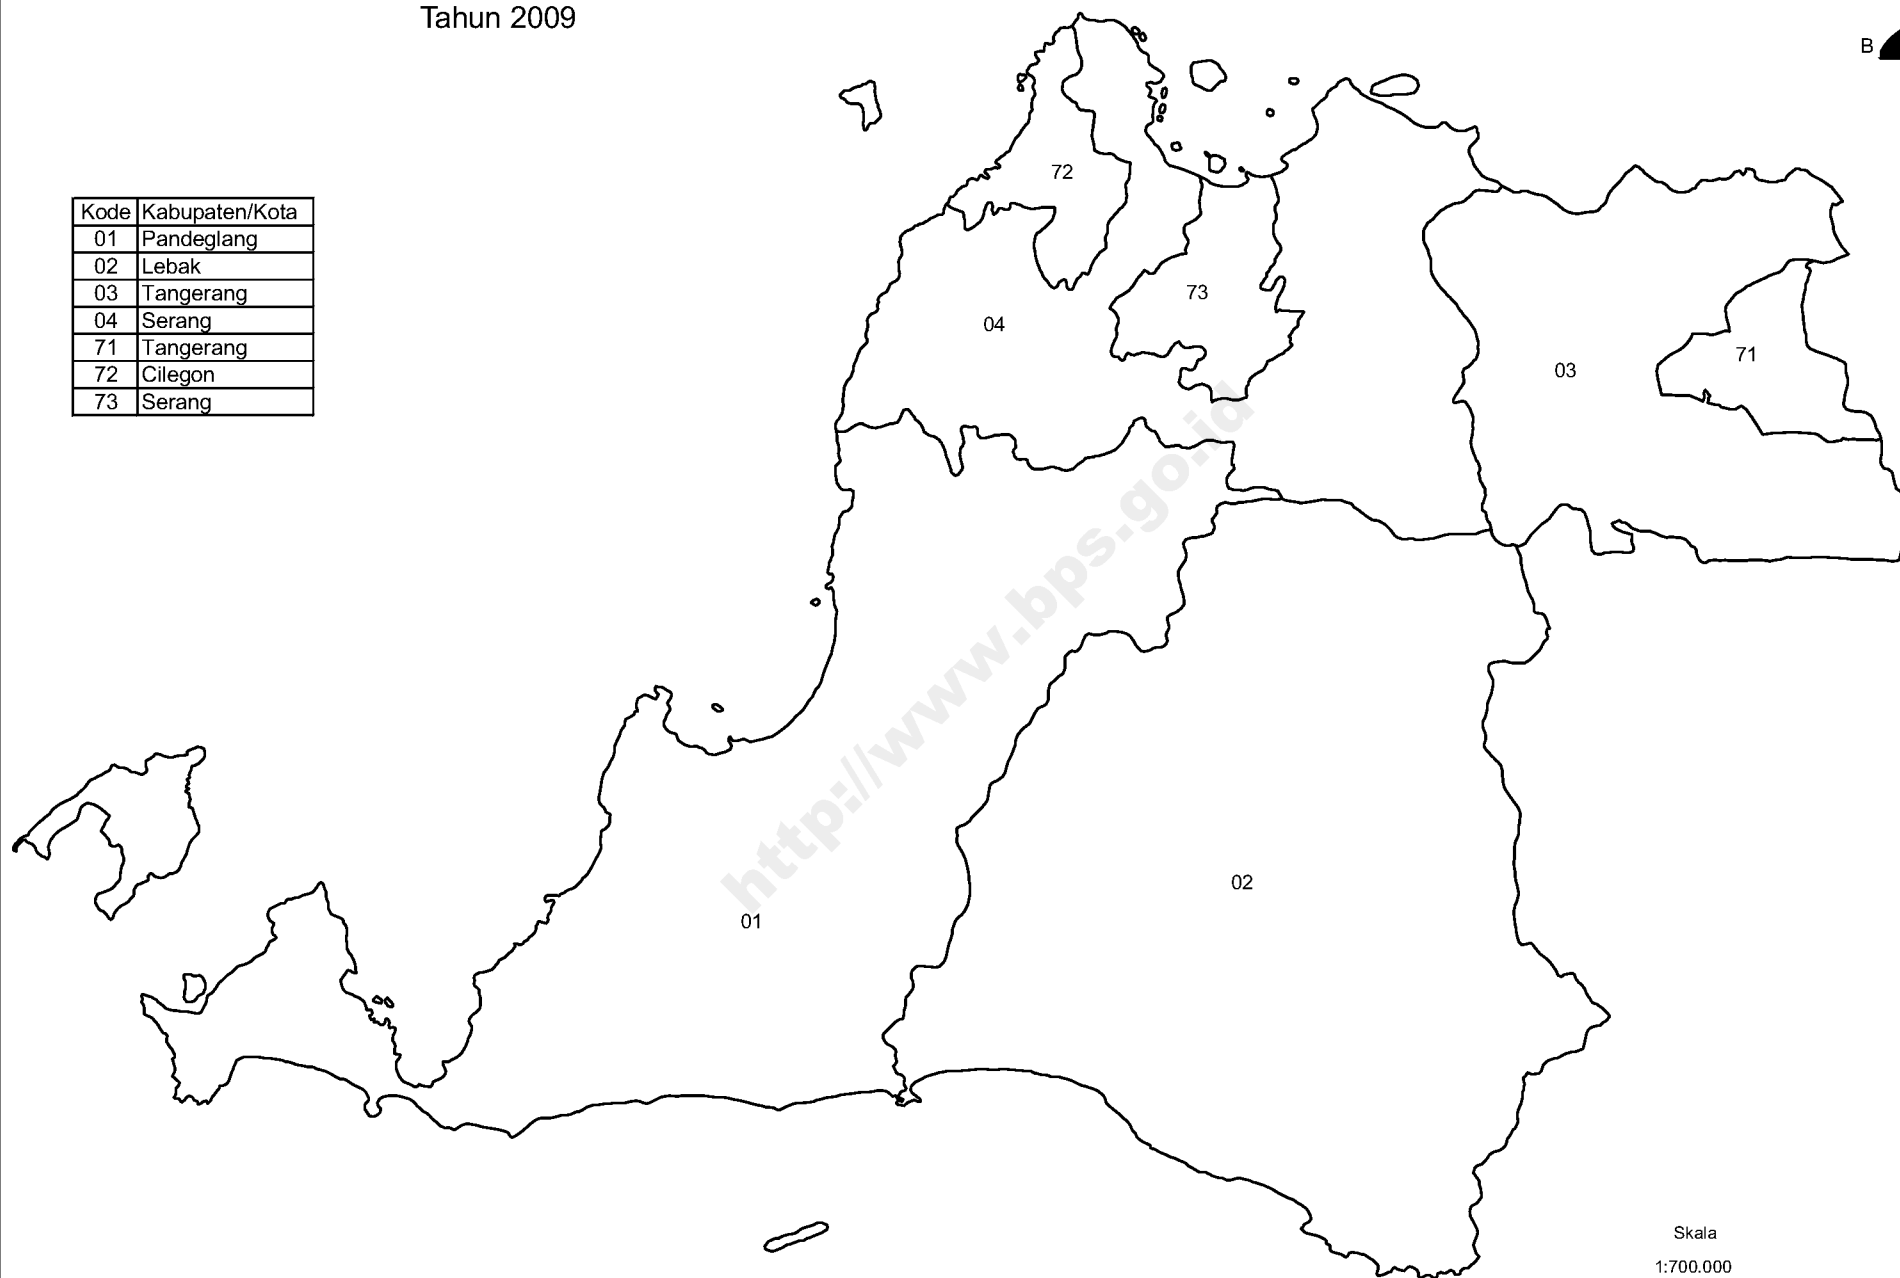 Tahun 2009
B
Kode Kabupaten/Kota
01 Pandeglang
02 Lebak
03 Tangerang
04 Serang
71 Tangerang
72 Cilegon
73 Serang
72
73
04
71
03
02
01
http://www.bps.go.id
Skala
1:700.000